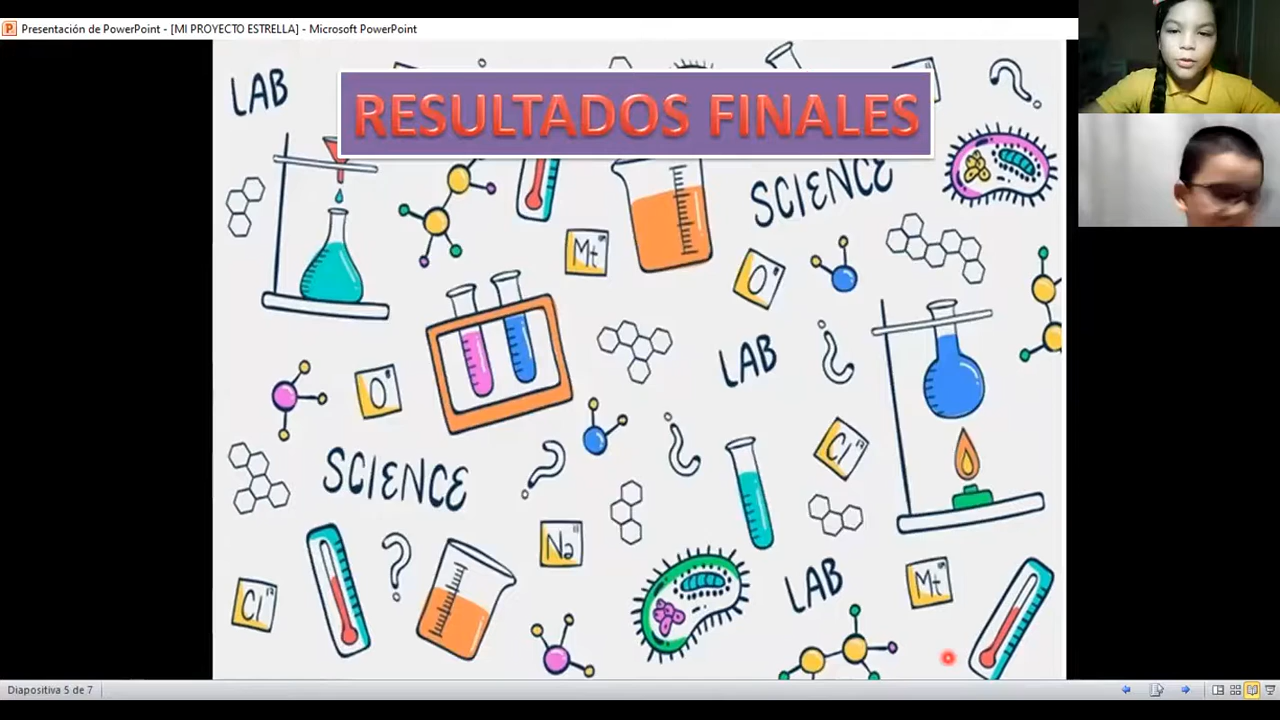 Presentación de PowerPoint - [MI PROYECTO ESTRELLA] - Microsoft PowerPoint
LAB
RESULTADOS FINALES
?
SCIENCE
Mt
O
LAB
?
O
Cl
SCIENCE
?
?
Na
?
LAB
Mt
Cl
Diapositiva 5 de 7